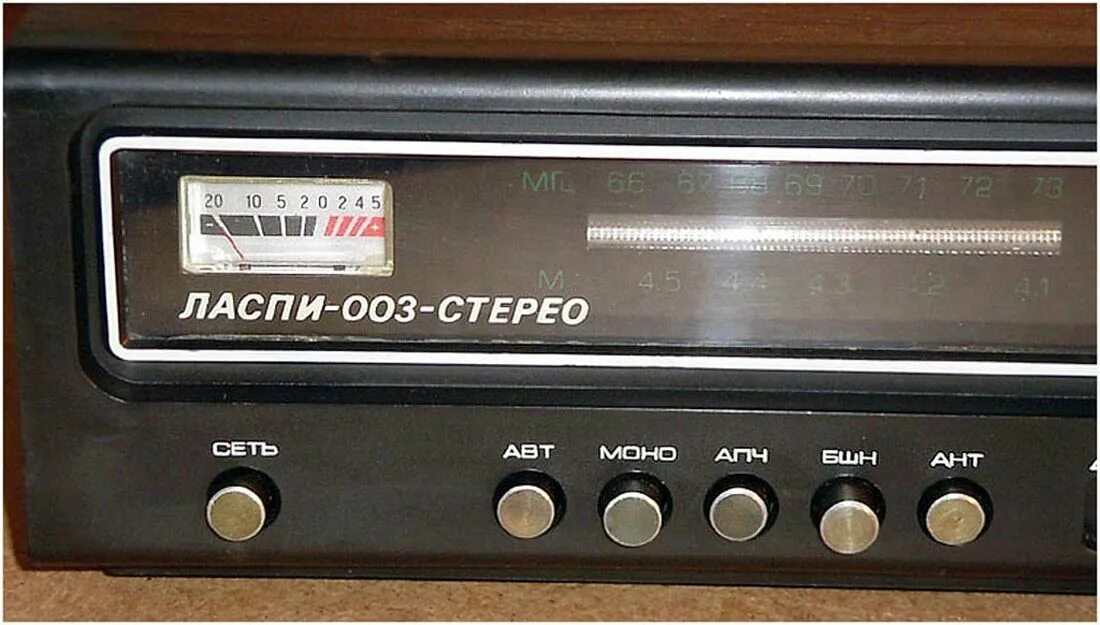 МГц 66 67 68 69 70 71 72 73
20 10 5 2 0 2 4 5
- +
М 4.5 4.4 4.3 4.2 4.1
ЛАСПИ-003-СТЕРЕО
СЕТЬ АВТ МОНО АПЧ БШН АНТ